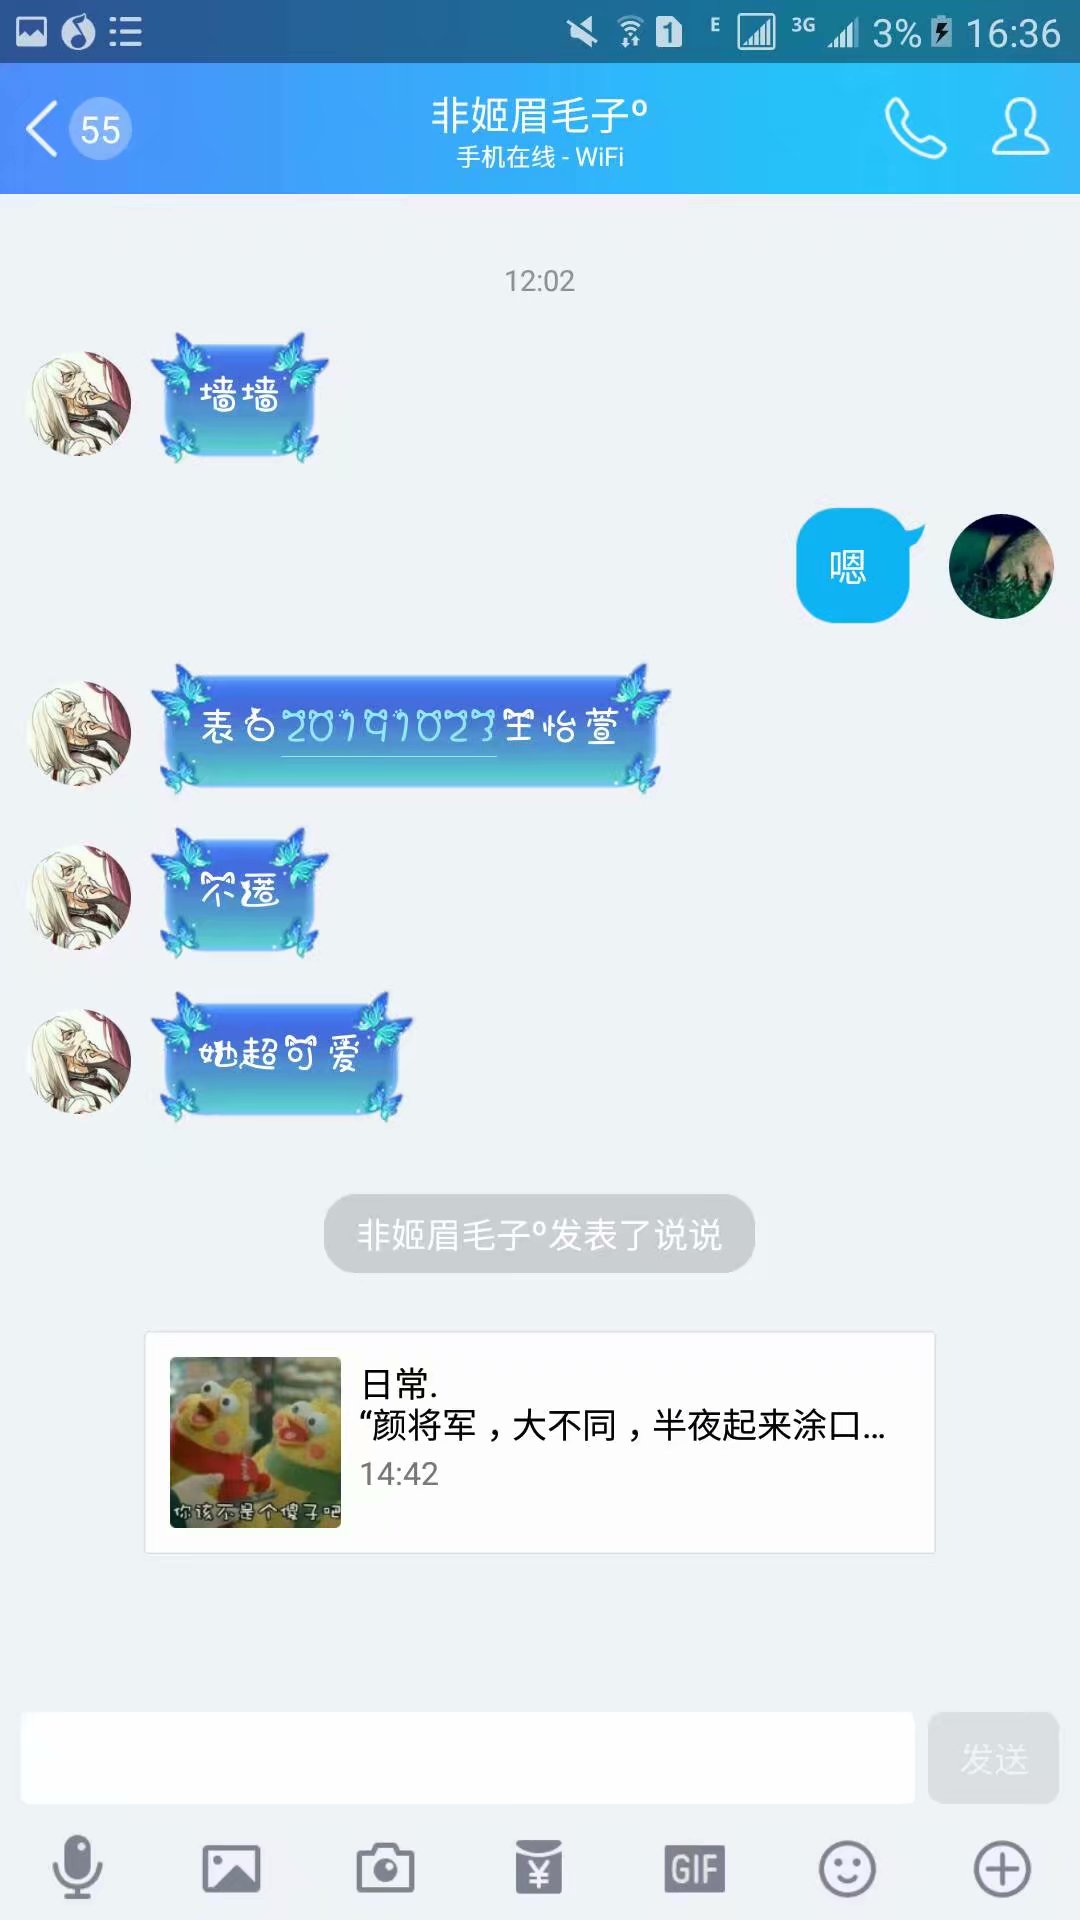 E 3G 3% 16:36
55
非姬眉毛子º
手机在线 - WiFi
12:02
墙墙
嗯
表白20191023王怡萱
不匿
她超可爱
非姬眉毛子º发表了说说
日常.
“颜将军，大不同，半夜起来涂口...
14:42
你该不是个傻子吧
发送
GIF